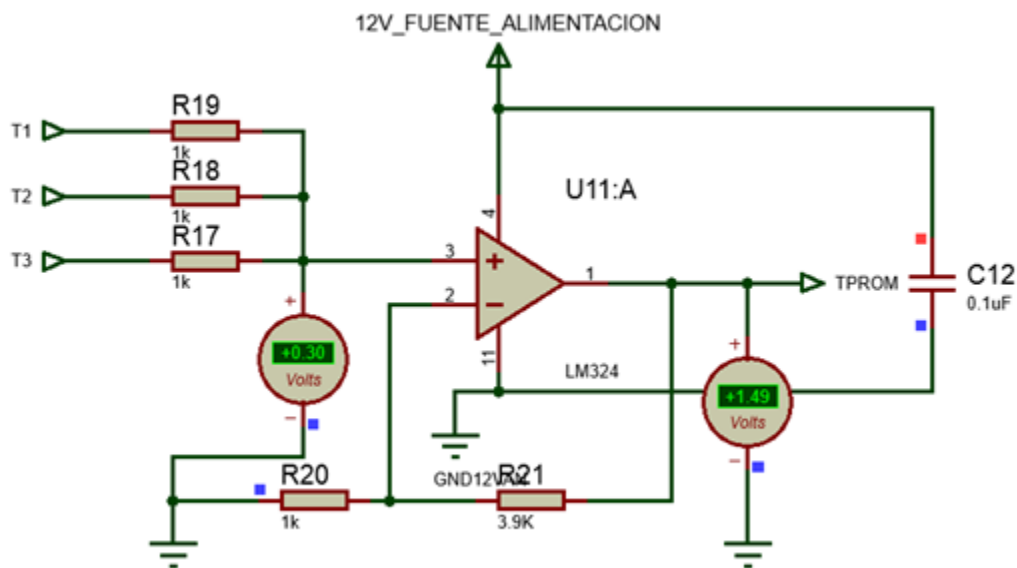 12V_FUENTE_ALIMENTACION
R19
T1
1k
R18
T2
1k
R17
T3
1k
U11:A
4
3
+
2
−
1
11
LM324
TPROM
C12
0.1uF
+
+0.30
Volts
−
+
+1.49
Volts
−
R20
1k
GND12VAN
R21
3.9K